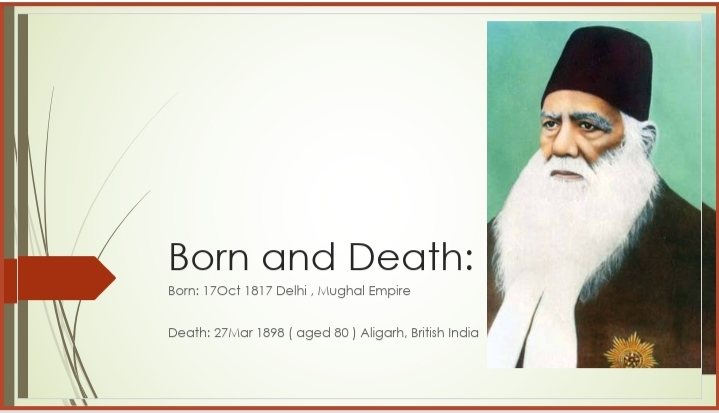 Born and Death:
Born: 17Oct 1817 Delhi , Mughal Empire
Death: 27Mar 1898 ( aged 80 ) Aligarh, British India